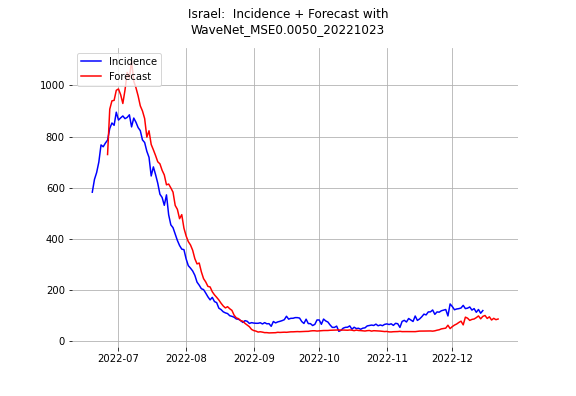 Israel:  Incidence + Forecast with
WaveNet_MSE0.0050_20221023
Incidence
Forecast
1000
800
600
400
200
0
2022-07 2022-08 2022-09 2022-10 2022-11 2022-12